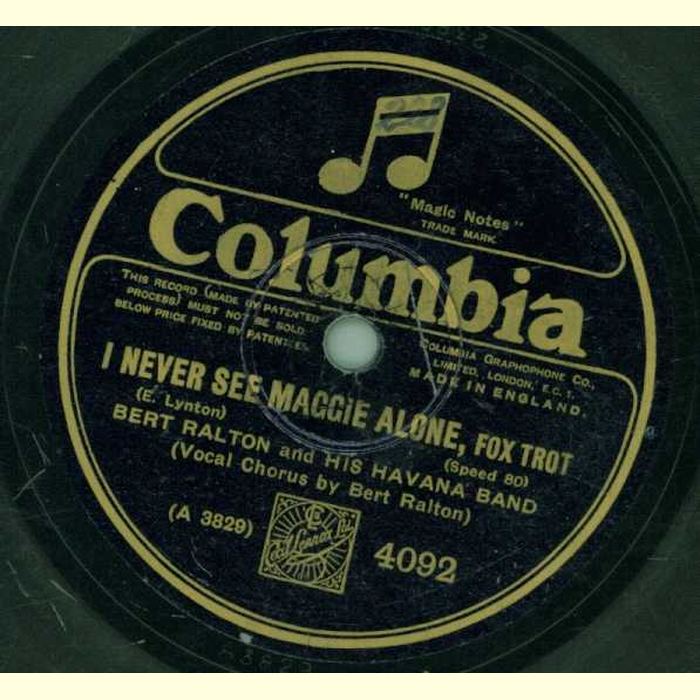 "Magic Notes"
TRADE MARK.
Columbia
THIS RECORD (MADE BY PATENTED
PROCESS) MUST NOT BE SOLD
BELOW PRICE FIXED BY PATENTEES.
COLUMBIA GRAPHOPHONE CO.,
LIMITED, LONDON, E.C. 1.
MADE IN ENGLAND.
I NEVER SEE MAGGIE ALONE, FOX TROT
(E. Lynton)
(Speed 80)
BERT RALTON and HIS HAVANA BAND
(Vocal Chorus by Bert Ralton)
(A 3829)
4092
A3829